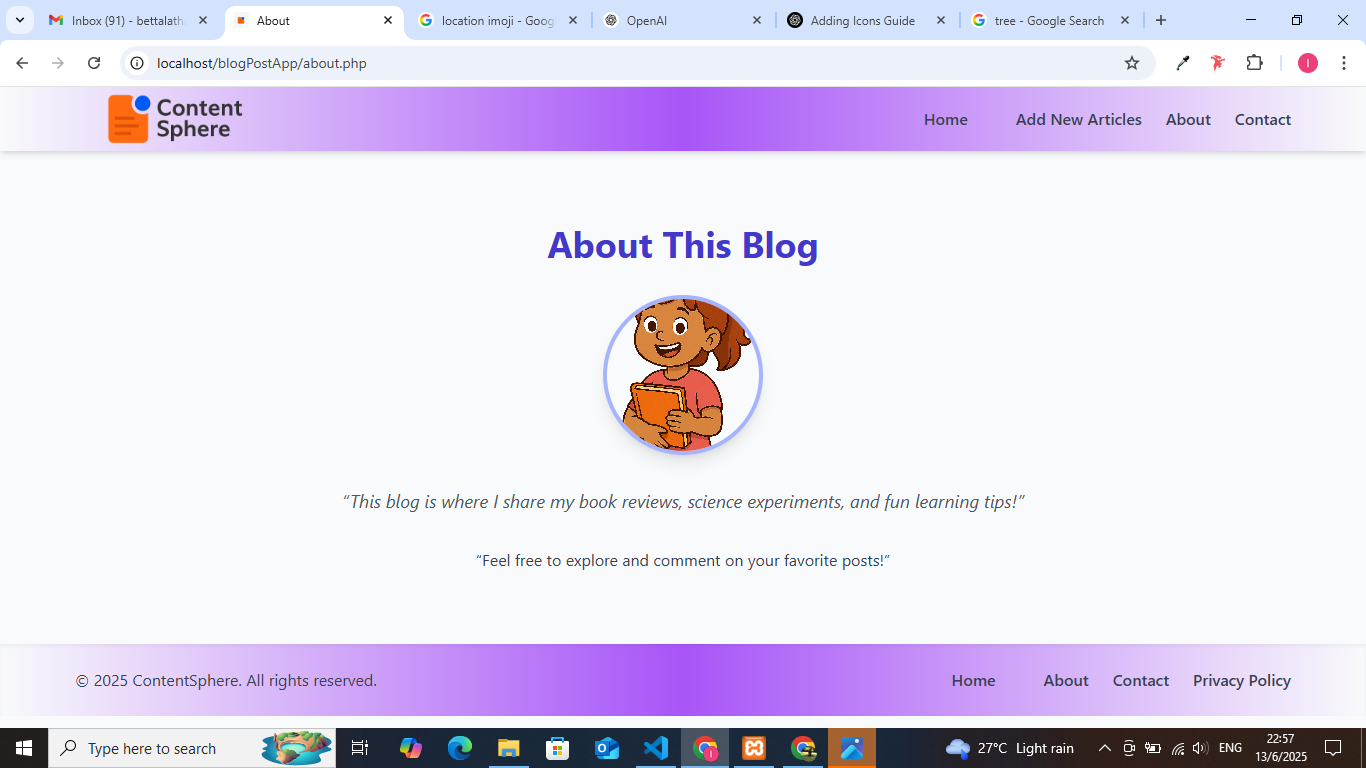 Inbox (91) - bettalath
About
location imoji - Goog
OpenAI
Adding Icons Guide
tree - Google Search
localhost/blogPostApp/about.php
I
Content
Sphere
Home
Add New Articles
About
Contact
About This Blog
“This blog is where I share my book reviews, science experiments, and fun learning tips!”
“Feel free to explore and comment on your favorite posts!”
© 2025 ContentSphere. All rights reserved.
Home
About
Contact
Privacy Policy
Type here to search
27°C Light rain
ENG
22:57
13/6/2025